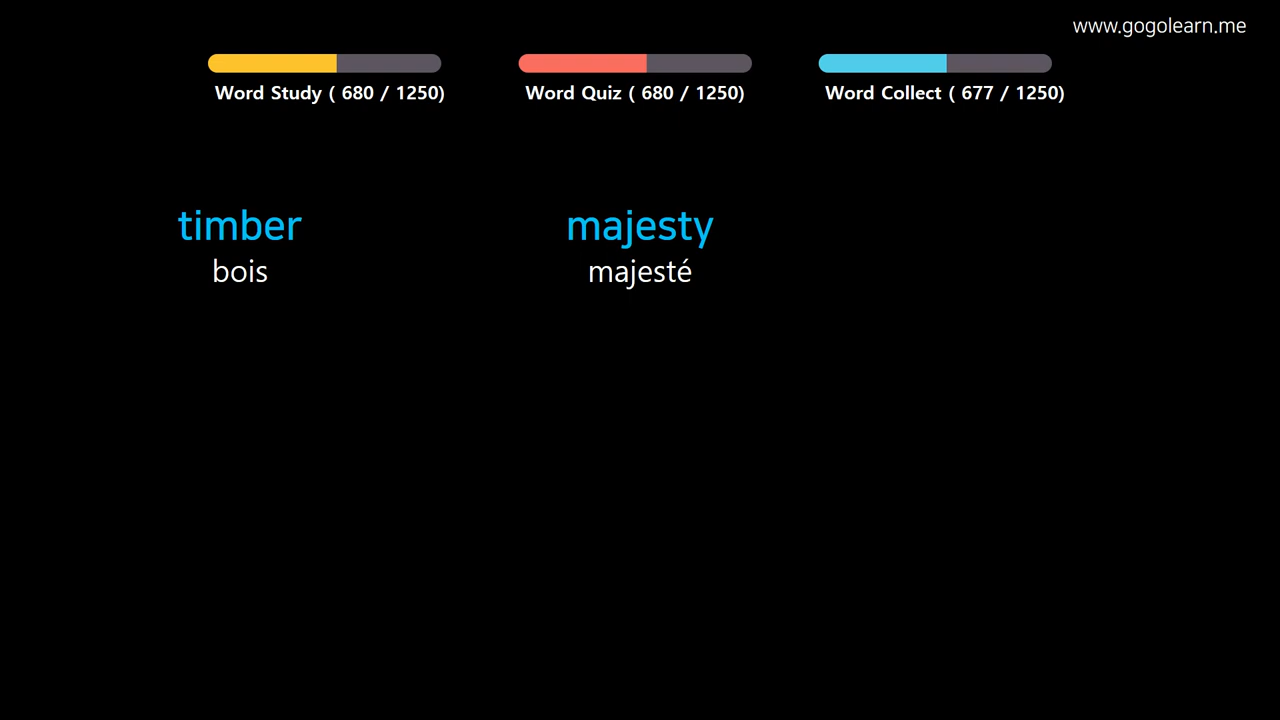 www.gogolearn.me
Word Study ( 680 / 1250)
Word Quiz ( 680 / 1250)
Word Collect ( 677 / 1250)
timber
bois
majesty
majesté